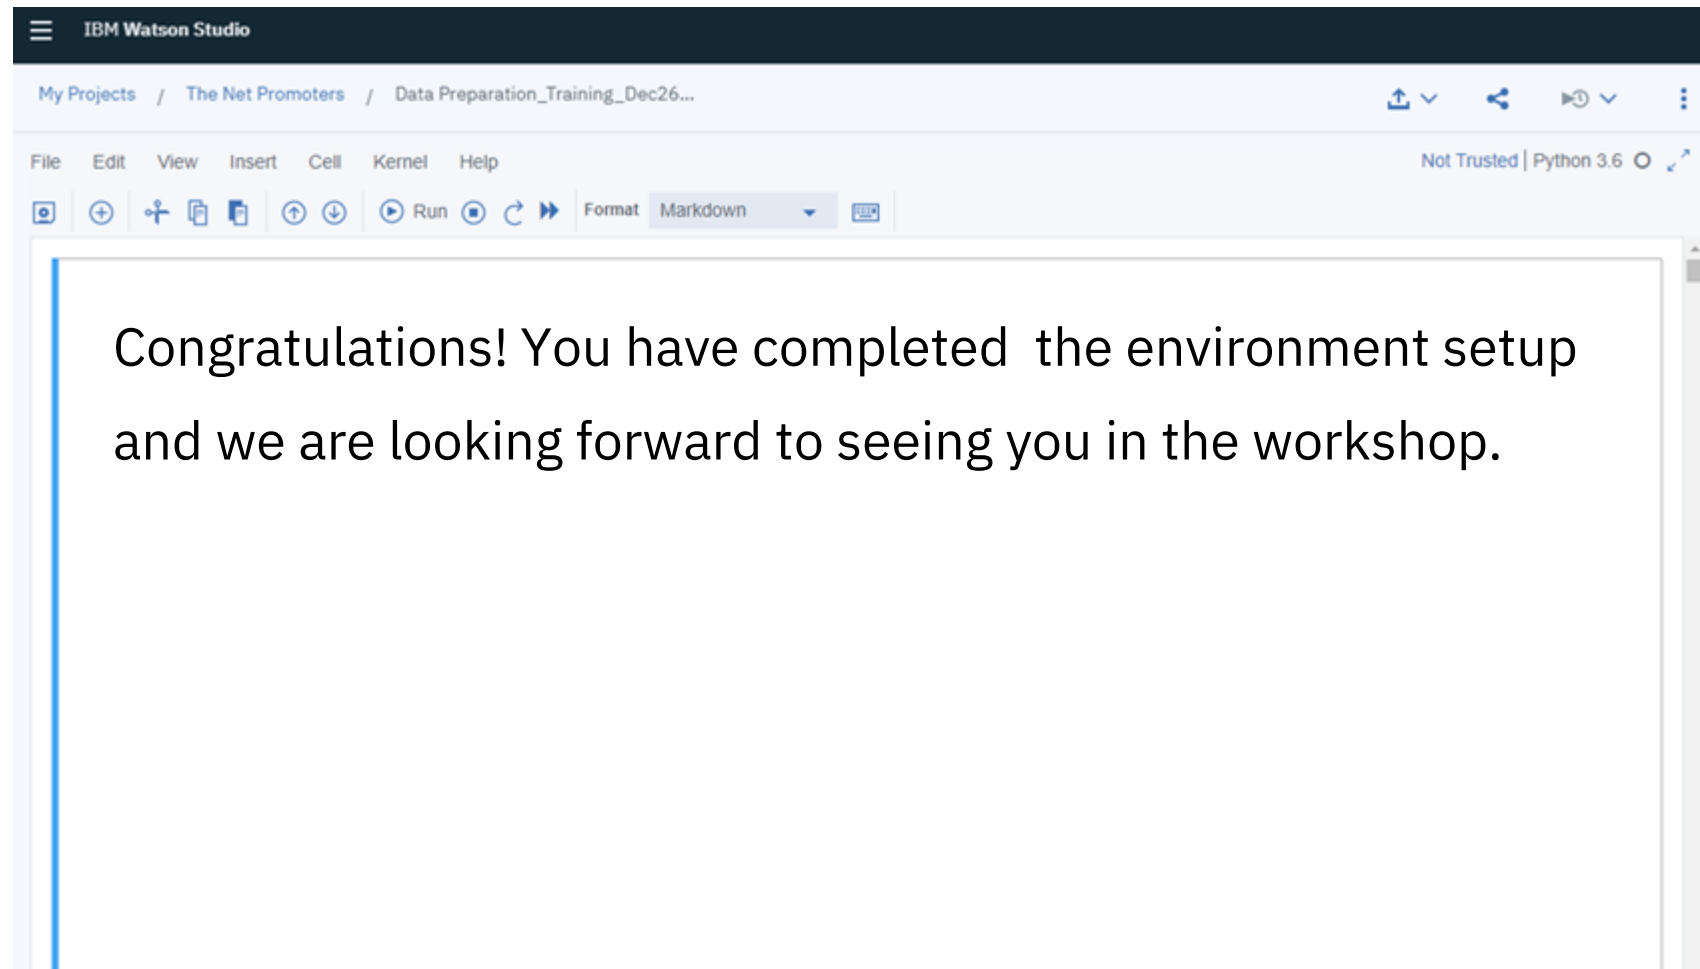 IBM Watson Studio
My Projects / The Net Promoters / Data Preparation_Training_Dec26...
File Edit View Insert Cell Kernel Help Not Trusted | Python 3.6
Run Format Markdown
Congratulations! You have completed  the environment setup
and we are looking forward to seeing you in the workshop.